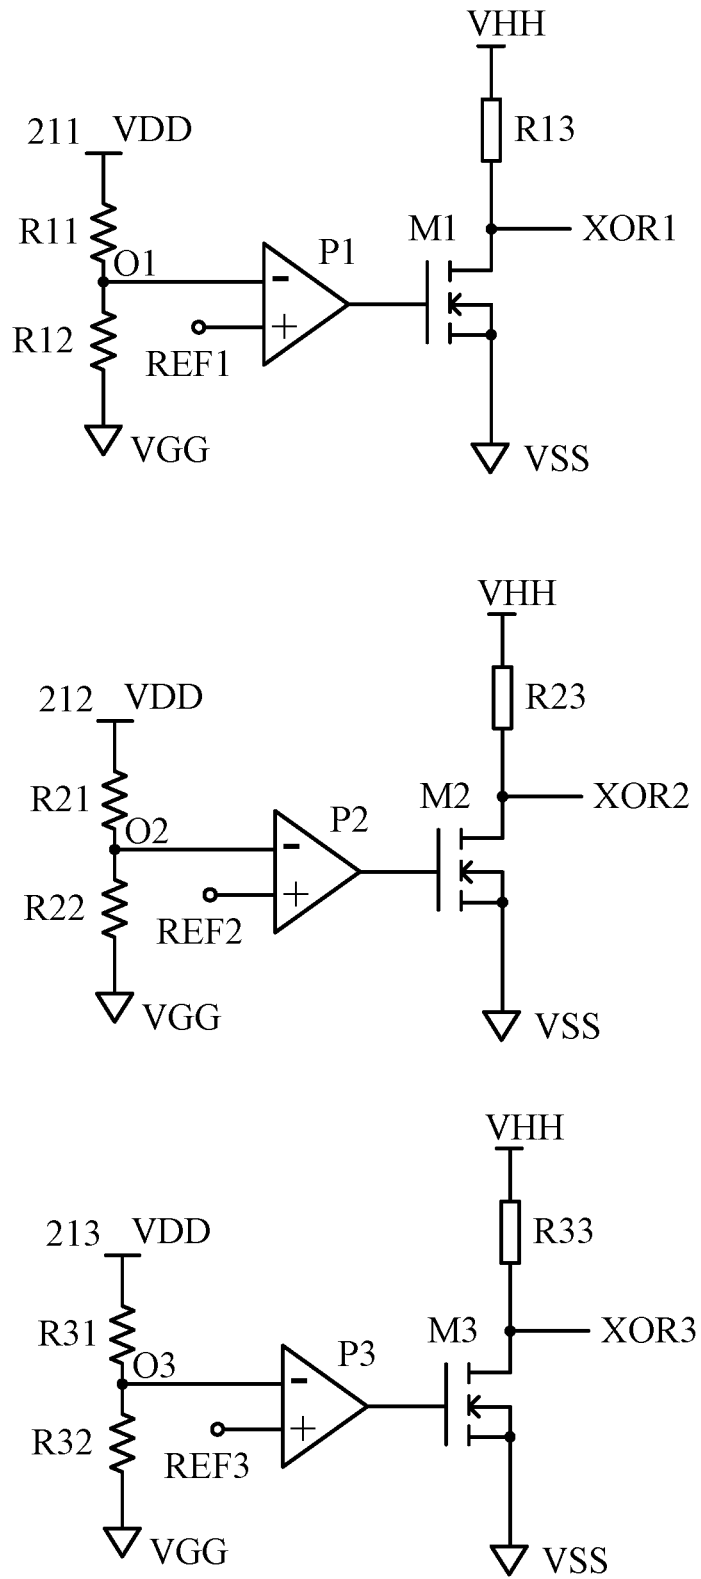 VHH
211 VDD
R13
R11
M1
XOR1
P1
O1
-
+
R12
REF1
VGG
VSS
VHH
212 VDD
R23
R21
M2
XOR2
P2
O2
-
+
R22
REF2
VGG
VSS
VHH
213 VDD
R33
R31
M3
XOR3
P3
O3
-
+
R32
REF3
VGG
VSS